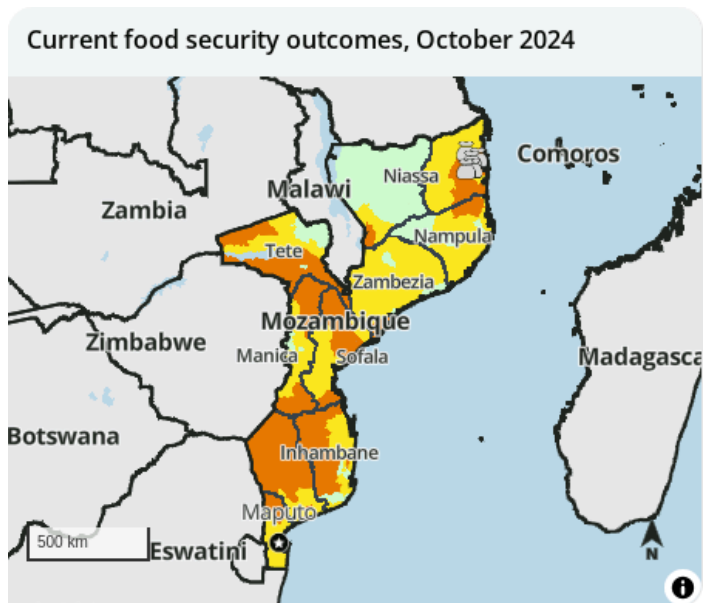 Current food security outcomes, October 2024
Comoros
Niassa
Malawi
Zambia
Nampula
Tete
Zambezia
Mozambique
Zimbabwe
Manica
Sofala
Madagasca
Botswana
Inhambane
Maputo
500 km
Eswatini
N